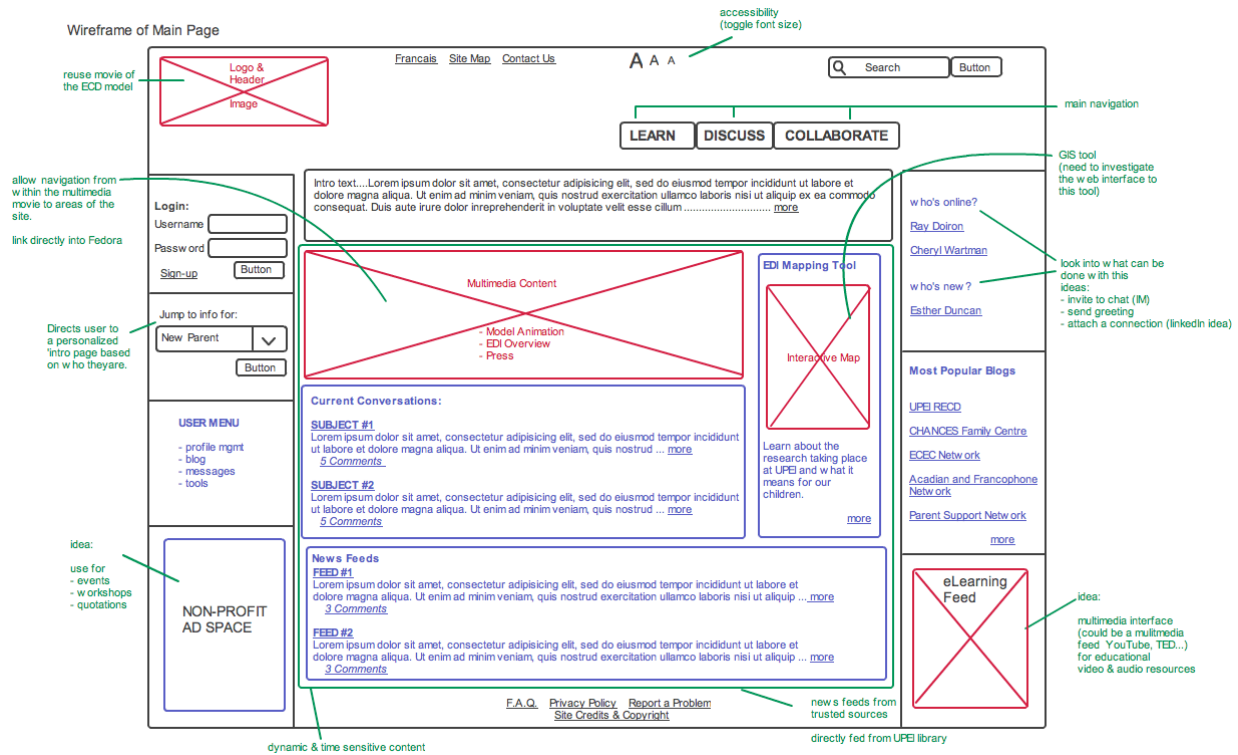 Wireframe of Main Page
accessibility
(toggle font size)
reuse movie of
the ECD model
Logo &
Header
Image
Francais Site Map Contact Us
A A A
Search
Button
main navigation
LEARN DISCUSS COLLABORATE
allow navigation from
within the multimedia
movie to areas of the
site.
link directly into Fedora
GIS tool
(need to investigate
the web interface to
this tool)
Login:
Username
Password
Sign-up Button
Intro text....Lorem ipsum dolor sit amet, consectetur adipisicing elit, sed do eiusmod tempor incididunt ut labore et
dolore magna aliqua. Ut enim ad minim veniam, quis nostrud exercitation ullamco laboris nisi ut aliquip ex ea commodo
consequat. Duis aute irure dolor inreprehenderit in voluptate velit esse cillum ............................. more
who's online?
Ray Doiron
Cheryl Wartman
who's new?
Esther Duncan
look into what can be
done with this
ideas:
- invite to chat (IM)
- send greeting
- attach a connection (linkedIn idea)
Multimedia Content
- Model Animation
- EDI Overview
- Press
EDI Mapping Tool
Interactive Map
Learn about the
research taking place
at UPEI and what it
means for our
children.
more
Directs user to
a personalized
'intro page based
on who theyare.
Jump to info for:
New Parent
Button
Current Conversations:
SUBJECT #1
Lorem ipsum dolor sit amet, consectetur adipisicing elit, sed do eiusmod tempor incididunt
ut labore et dolore magna aliqua. Ut enim ad minim veniam, quis nostrud ... more
5 Comments
SUBJECT #2
Lorem ipsum dolor sit amet, consectetur adipisicing elit, sed do eiusmod tempor incididunt
ut labore et dolore magna aliqua. Ut enim ad minim veniam, quis nostrud ... more
5 Comments
Most Popular Blogs
UPEI RECD
CHANCES Family Centre
ECEC Network
Acadian and Francophone
Network
Parent Support Network
more
USER MENU
- profile mgmt
- blog
- messages
- tools
idea:
use for
- events
- workshops
- quotations
NON-PROFIT
AD SPACE
News Feeds
FEED #1
Lorem ipsum dolor sit amet, consectetur adipisicing elit, sed do eiusmod tempor incididunt ut labore et
dolore magna aliqua. Ut enim ad minim veniam, quis nostrud exercitation ullamco laboris nisi ut aliquip ... more
3 Comments
FEED #2
Lorem ipsum dolor sit amet, consectetur adipisicing elit, sed do eiusmod tempor incididunt ut labore et
dolore magna aliqua. Ut enim ad minim veniam, quis nostrud exercitation ullamco laboris nisi ut aliquip ... more
3 Comments
eLearning
Feed
idea:
multimedia interface
(could be a mulitmedia
feed YouTube, TED...)
for educational
video & audio resources
F.A.Q. Privacy Policy Report a Problem
Site Credits & Copyright
news feeds from
trusted sources
directly fed from UPEI library
dynamic & time sensitive content